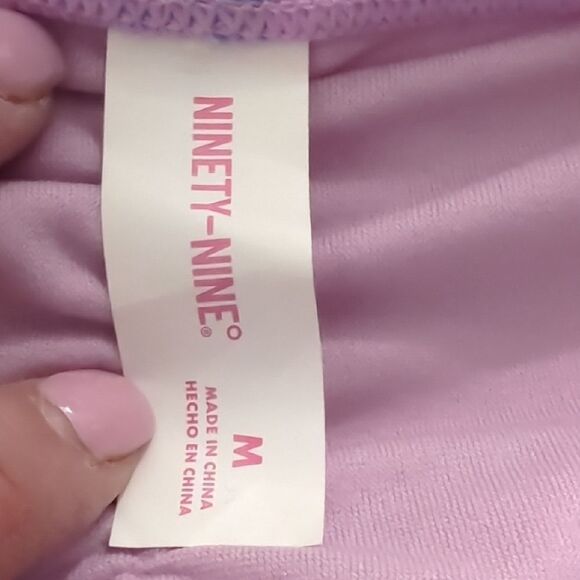 NINETY-NINE°®
M
MADE IN CHINA
HECHO EN CHINA